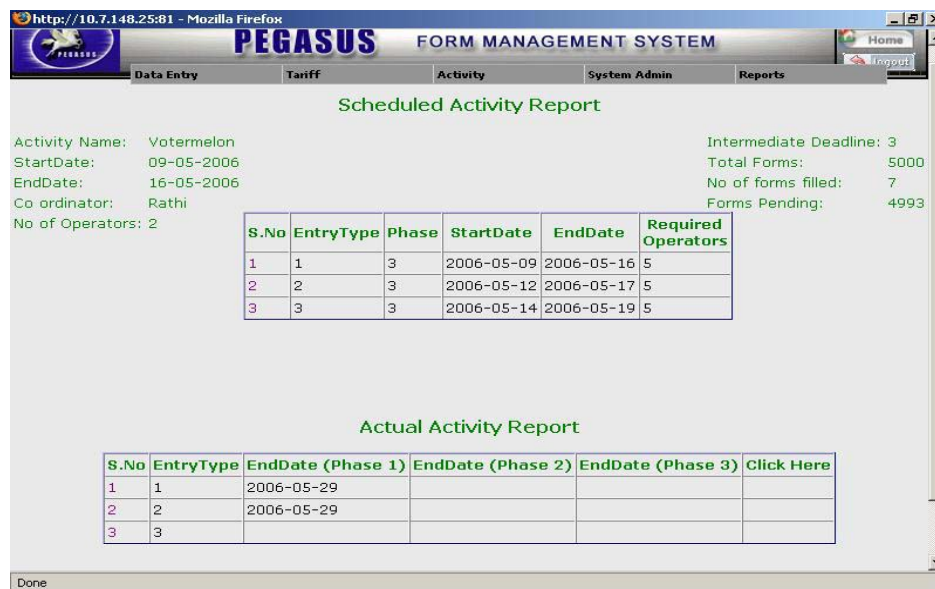 http://10.7.148.25:81 - Mozilla Firefox
PEGASUS
PEGASUS FORM MANAGEMENT SYSTEM
Home
logout
Data Entry Tariff Activity System Admin Reports
Scheduled Activity Report
Activity Name: Votermelon
StartDate: 09-05-2006
EndDate: 16-05-2006
Co ordinator: Rathi
No of Operators: 2
Intermediate Deadline: 3
Total Forms: 5000
No of forms filled: 7
Forms Pending: 4993
S.No EntryType Phase StartDate EndDate Required Operators
1 1 3 2006-05-09 2006-05-16 5
2 2 3 2006-05-12 2006-05-17 5
3 3 3 2006-05-14 2006-05-19 5
Actual Activity Report
S.No EntryType EndDate (Phase 1) EndDate (Phase 2) EndDate (Phase 3) Click Here
1 1 2006-05-29
2 2 2006-05-29
3 3
Done